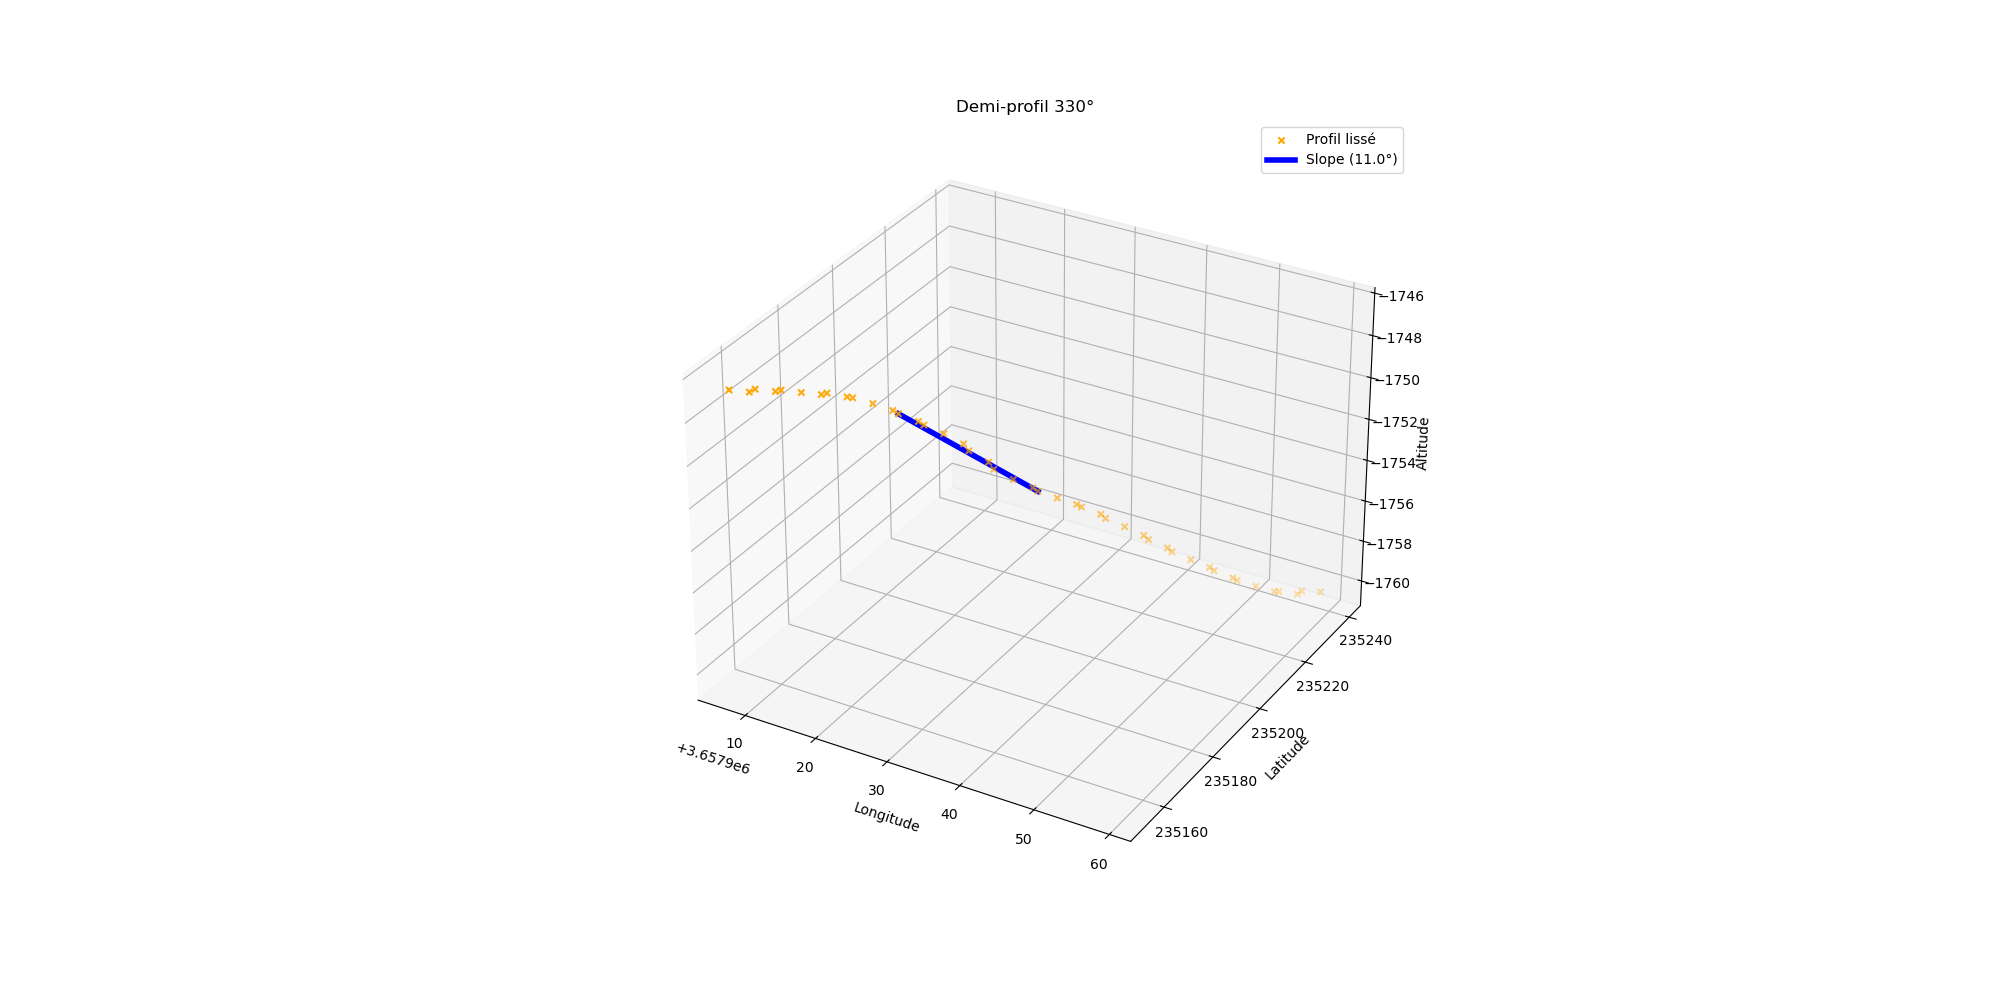 Demi-profil 330°
Profil lissé
Slope (11.0°)
−1746
−1748
−1750
−1752
−1754
−1756
−1758
−1760
Altitude
235240
235220
235200
235180
235160
Latitude
10
20
30
40
50
60
+3.6579e6
Longitude